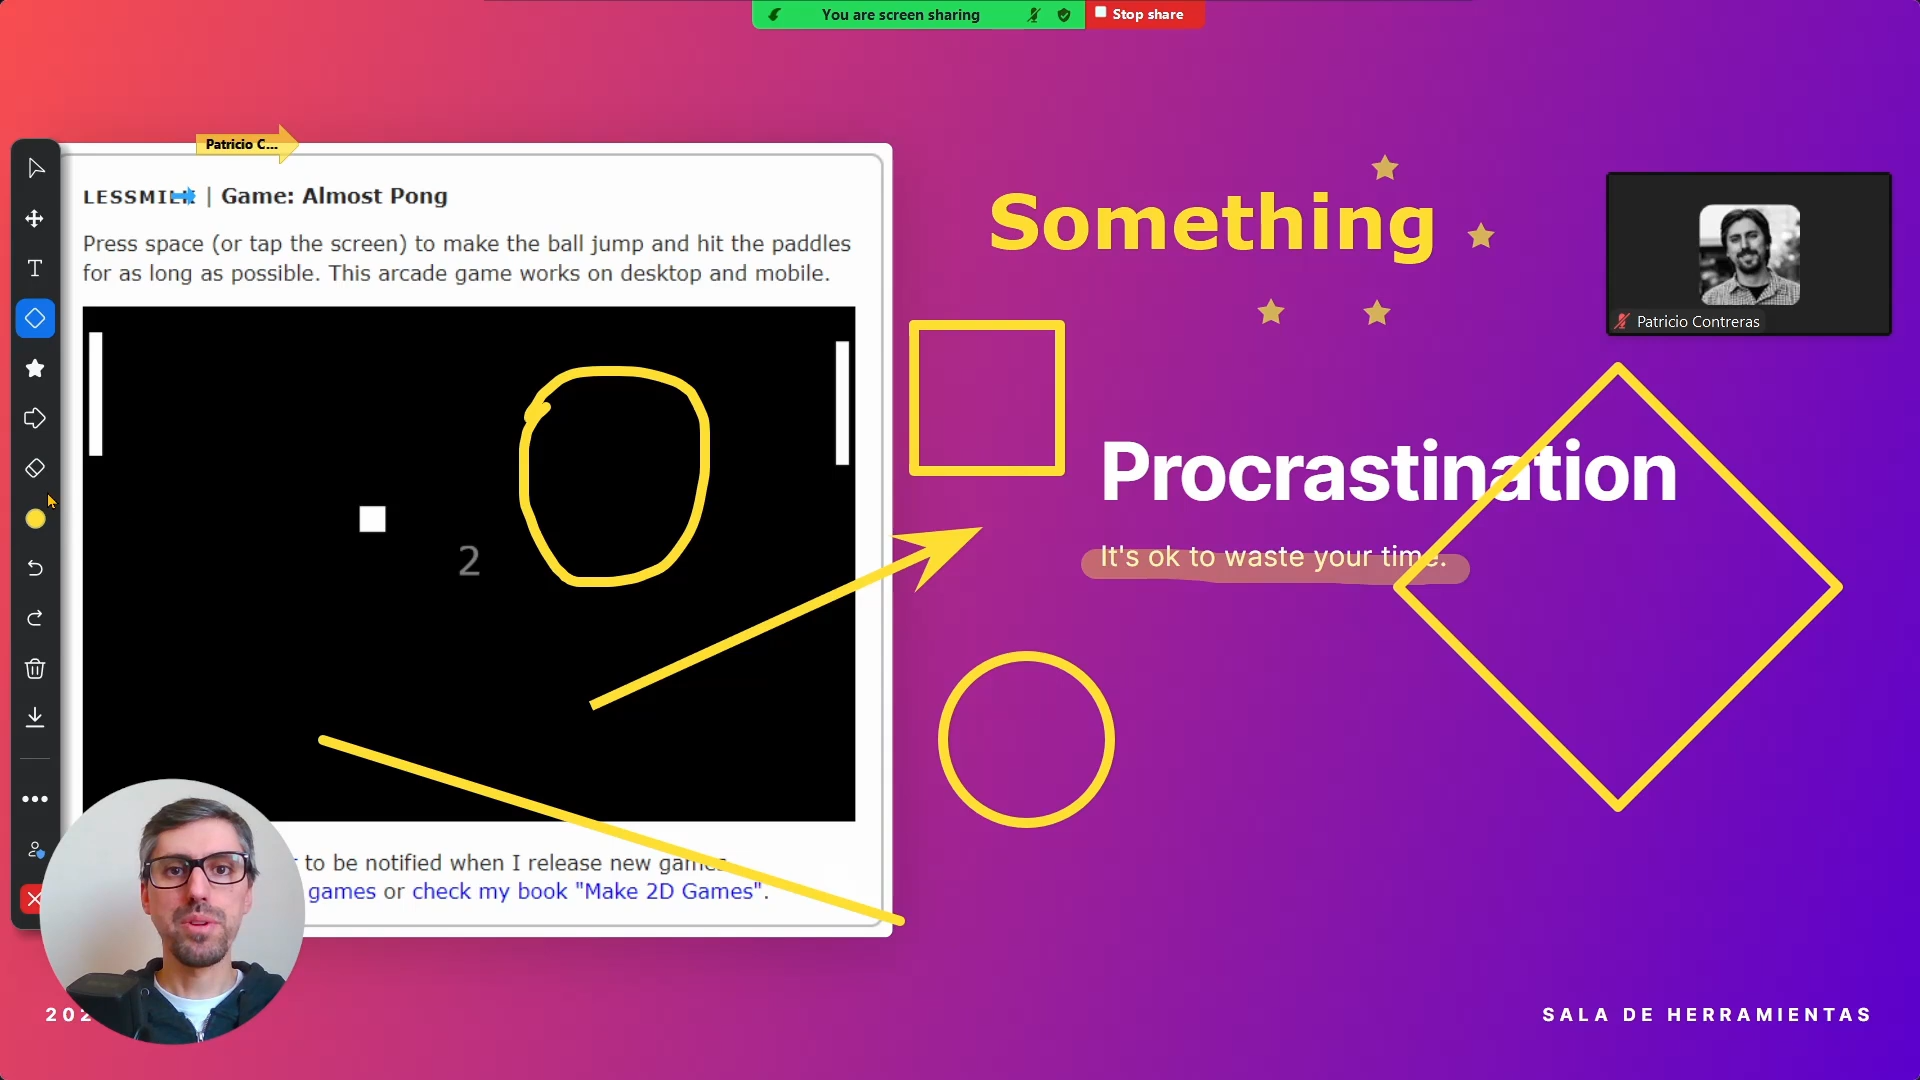 You are screen sharing
Stop share
Patricio C...
LESSMILK | Game: Almost Pong
Press space (or tap the screen) to make the ball jump and hit the paddles
for as long as possible. This arcade game works on desktop and mobile.
2
to be notified when I release new games
games or check my book "Make 2D Games".
Something
Patricio Contreras
Procrastination
It's ok to waste your time.
202
SALA DE HERRAMIENTAS